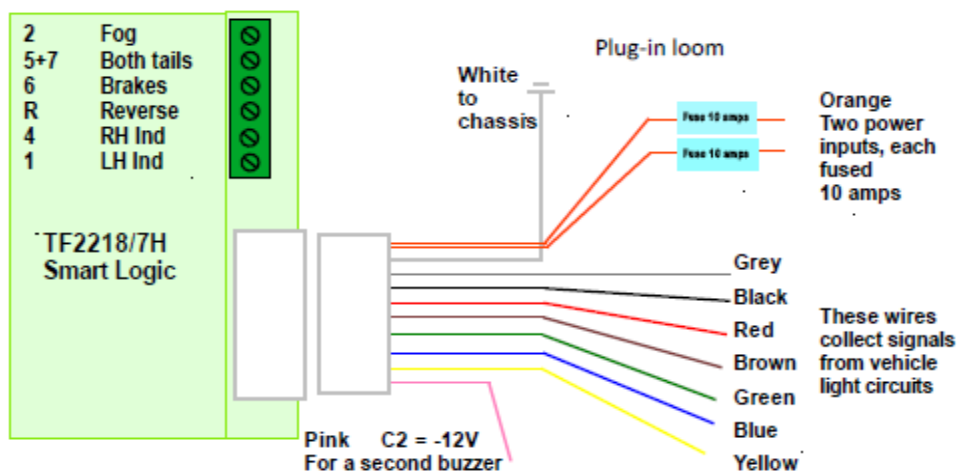 2 Fog
5+7 Both tails
6 Brakes
R Reverse
4 RH Ind
1 LH Ind
TF2218/7H
Smart Logic
Plug-in loom
White
to
chassis
Fuse 10 amps
Fuse 10 amps
Orange
Two power
inputs, each
fused
10 amps
Grey
Black
Red
Brown
Green
Blue
Yellow
These wires
collect signals
from vehicle
light circuits
Pink C2 = -12V
For a second buzzer